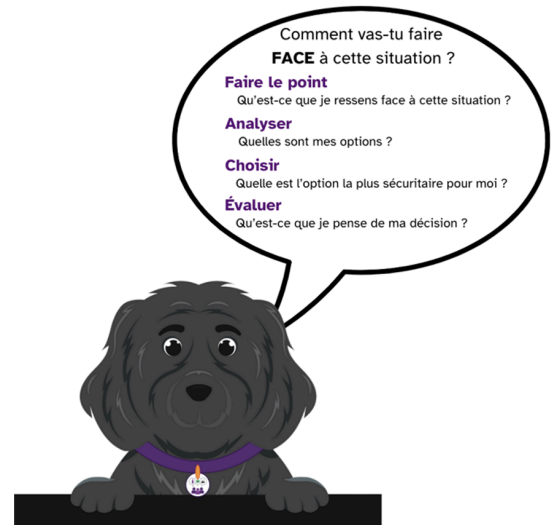 Comment vas-tu faire
FACE à cette situation ?
Faire le point
Qu'est-ce que je ressens face à cette situation ?
Analyser
Quelles sont mes options ?
Choisir
Quelle est l'option la plus sécuritaire pour moi ?
Évaluer
Qu'est-ce que je pense de ma décision ?